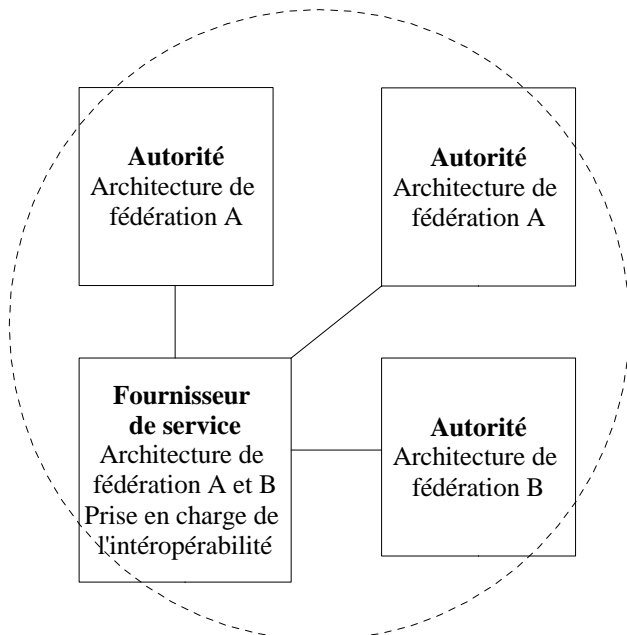 Autorité
Architecture de
fédération A
Autorité
Architecture de
fédération A
Fournisseur
de service
Architecture de
fédération A et B
Prise en charge de
l'intéropérabilité
Autorité
Architecture de
fédération B